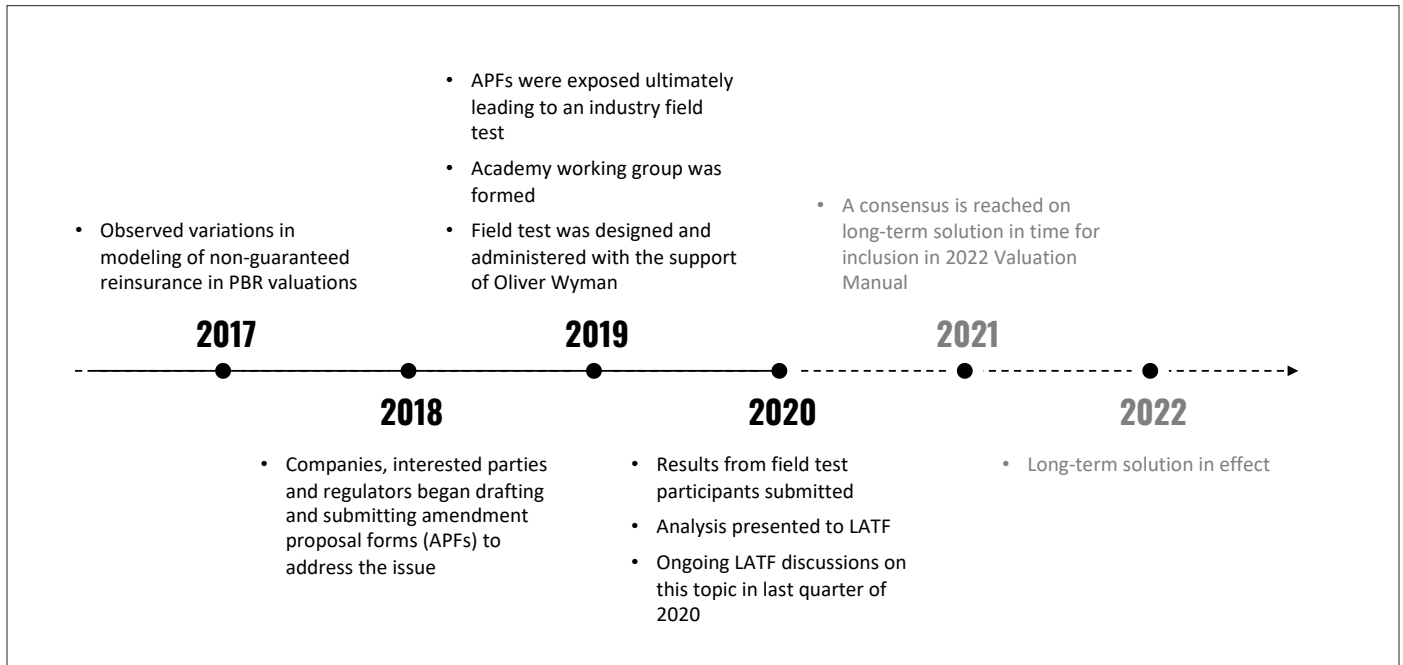 • Observed variations in
modeling of non-guaranteed
reinsurance in PBR valuations
2017
• Companies, interested parties
and regulators began drafting
and submitting amendment
proposal forms (APFs) to
address the issue
2018
• APFs were exposed ultimately
leading to an industry field
test
• Academy working group was
formed
• Field test was designed and
administered with the support
of Oliver Wyman
2019
2020
• Results from field test
participants submitted
• Analysis presented to LATF
• Ongoing LATF discussions on
this topic in last quarter of
2020
• A consensus is reached on
long-term solution in time for
inclusion in 2022 Valuation
Manual
2021
2022
• Long-term solution in effect